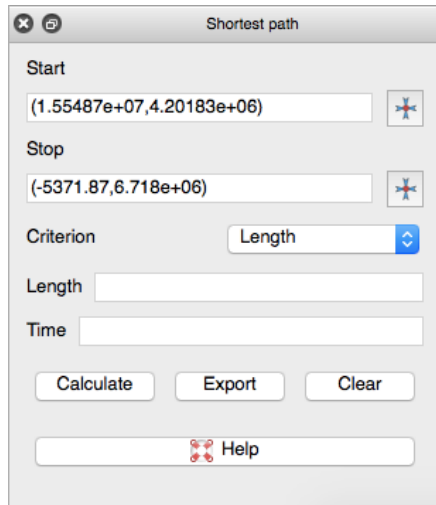 Shortest path
Start
(1.55487e+07,4.20183e+06)
Stop
(-5371.87,6.718e+06)
Criterion Length
Length
Time
Calculate Export Clear
Help